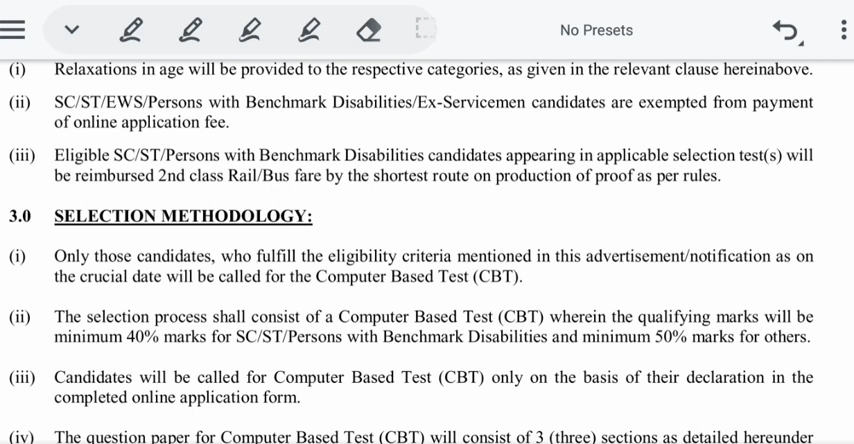 No Presets
(i) Relaxations in age will be provided to the respective categories, as given in the relevant clause hereinabove.
(ii) SC/ST/EWS/Persons with Benchmark Disabilities/Ex-Servicemen candidates are exempted from payment
of online application fee.
(iii) Eligible SC/ST/Persons with Benchmark Disabilities candidates appearing in applicable selection test(s) will
be reimbursed 2nd class Rail/Bus fare by the shortest route on production of proof as per rules.
3.0 SELECTION METHODOLOGY:
(i) Only those candidates, who fulfill the eligibility criteria mentioned in this advertisement/notification as on
the crucial date will be called for the Computer Based Test (CBT).
(ii) The selection process shall consist of a Computer Based Test (CBT) wherein the qualifying marks will be
minimum 40% marks for SC/ST/Persons with Benchmark Disabilities and minimum 50% marks for others.
(iii) Candidates will be called for Computer Based Test (CBT) only on the basis of their declaration in the
completed online application form.
(iv) The question paper for Computer Based Test (CBT) will consist of 3 (three) sections as detailed hereunder